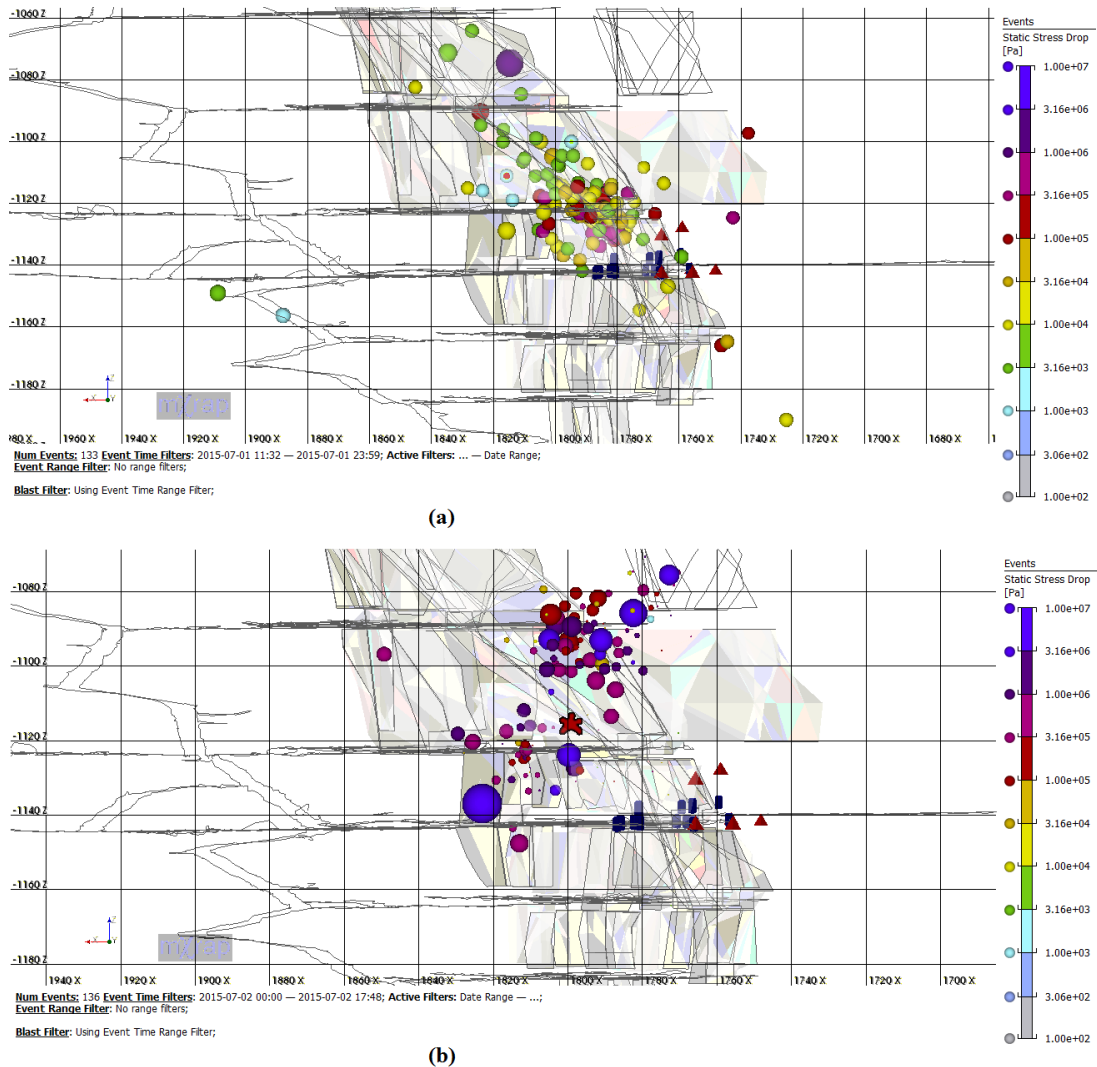 -1060 Z
-1080 Z
-1100 Z
-1120 Z
-1140 Z
-1160 Z
-1180 Z
X Z Y
1960 X 1940 X 1920 X 1900 X 1880 X 1860 X 1840 X 1820 X 1800 X 1780 X 1760 X 1740 X 1720 X 1700 X 1680 X
Events
Static Stress Drop
[Pa]
1.00e+07
3.16e+06
1.00e+06
3.16e+05
1.00e+05
3.16e+04
1.00e+04
3.16e+03
1.00e+03
3.06e+02
1.00e+02
Num Events: 133 Event Time Filters: 2015-07-01 11:32 — 2015-07-01 23:59; Active Filters: ... — Date Range;
Event Range Filter: No range filters;
Blast Filter: Using Event Time Range Filter;
(a)
-1080 Z
-1100 Z
-1120 Z
-1140 Z
-1160 Z
-1180 Z
X Z Y
1940 X 1920 X 1900 X 1880 X 1860 X 1840 X 1820 X 1800 X 1780 X 1760 X 1740 X 1720 X 1700 X
Events
Static Stress Drop
[Pa]
1.00e+07
3.16e+06
1.00e+06
3.16e+05
1.00e+05
3.16e+04
1.00e+04
3.16e+03
1.00e+03
3.06e+02
1.00e+02
Num Events: 136 Event Time Filters: 2015-07-02 00:00 — 2015-07-02 17:48; Active Filters: Date Range — ...;
Event Range Filter: No range filters;
Blast Filter: Using Event Time Range Filter;
(b)